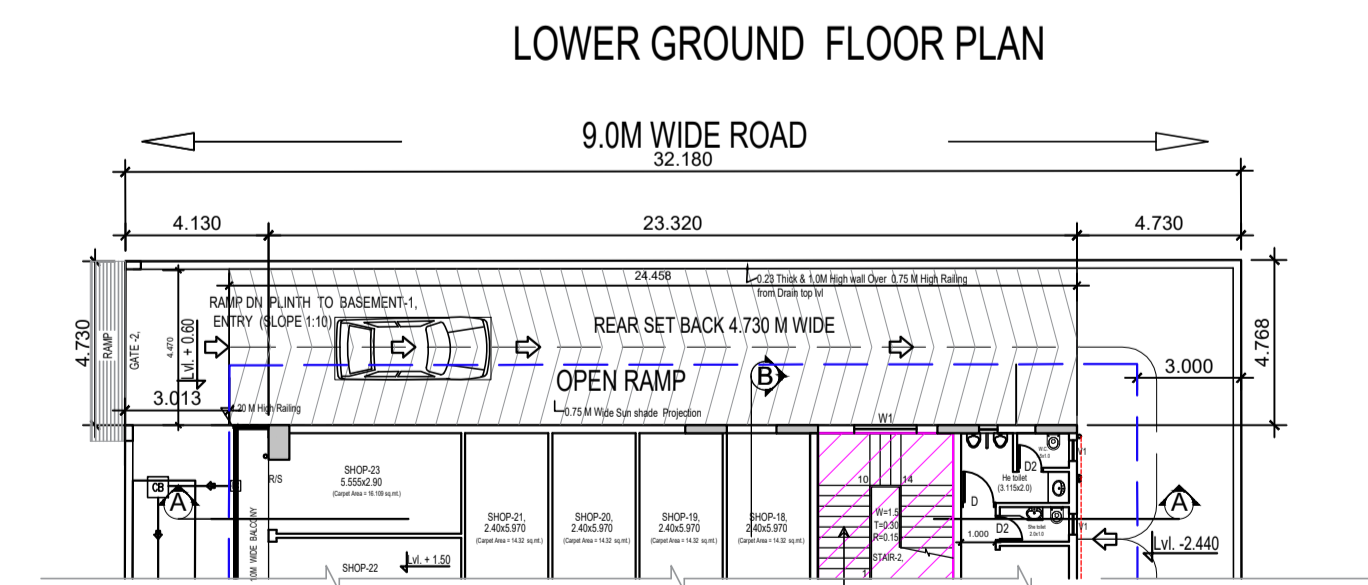 LOWER GROUND FLOOR PLAN
9.0M WIDE ROAD
32.180
4.130
23.320
4.730
24.458
0.23 Thick & 1.0M High wall Over 0.75 M High Railing
from Drain top lvl
RAMP DN PLINTH TO BASEMENT-1,
ENTRY (SLOPE 1:10)
REAR SET BACK 4.730 M WIDE
4.730
RAMP
GATE -2,
4.470
Lvl. + 0.60
4.768
3.000
3.013
OPEN RAMP
B
.20 M High Railing
0.75 M Wide Sun shade Projection
W1
R/S
SHOP-23
5.555x2.90
(Carpet Area = 16.109 sq.mt.)
CB
A
10M WIDE BALCONY
SHOP-21,
2.40x5.970
(Carpet Area = 14.32 sq.mt.)
SHOP-20,
2.40x5.970
(Carpet Area = 14.32 sq.mt.)
SHOP-19,
2.40x5.970
(Carpet Area = 14.32 sq.mt.)
SHOP-18,
2.40x5.970
(Carpet Area = 14.32 sq.mt.)
10
14
W=1.5
T=0.30
R=0.15
STAIR-2,
1
W.C.
D2
V1
He toilet
(3.115x2.0)
D
D2
She toilet
2.0x1.0
V1
1.000
A
Lvl. -2.440
SHOP-22
Lvl. + 1.50